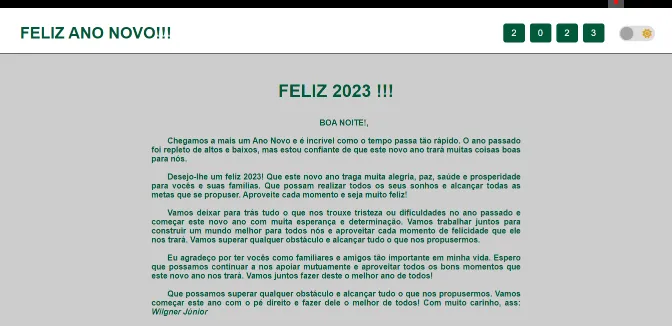 FELIZ ANO NOVO!!!
2 0 2 3
FELIZ 2023 !!!
BOA NOITE!,
Chegamos a mais um Ano Novo e é incrível como o tempo passa tão rápido. O ano passado
foi repleto de altos e baixos, mas estou confiante de que este novo ano trará muitas coisas boas
para nós.
Desejo-lhe um feliz 2023! Que este novo ano traga muita alegria, paz, saúde e prosperidade
para vocês e suas famílias. Que possam realizar todos os seus sonhos e alcançar todas as
metas que se propuser. Aproveite cada momento e seja muito feliz!
Vamos deixar para trás tudo o que nos trouxe tristeza ou dificuldades no ano passado e
começar este novo ano com muita esperança e determinação. Vamos trabalhar juntos para
construir um mundo melhor para todos nós e aproveitar cada momento de felicidade que ele
nos trará. Vamos superar qualquer obstáculo e alcançar tudo o que nos propusermos.
Eu agradeço por ter vocês como familiares e amigos tão importante em minha vida. Espero
que possamos continuar a nos apoiar mutuamente e aproveitar todos os bons momentos que
este novo ano nos trará. Vamos juntos fazer deste o melhor ano de todos!
Que possamos superar qualquer obstáculo e alcançar tudo o que nos propusermos. Vamos
começar este ano com o pé direito e fazer dele o melhor de todos! Com muito carinho, ass:
Wilgner Júnior